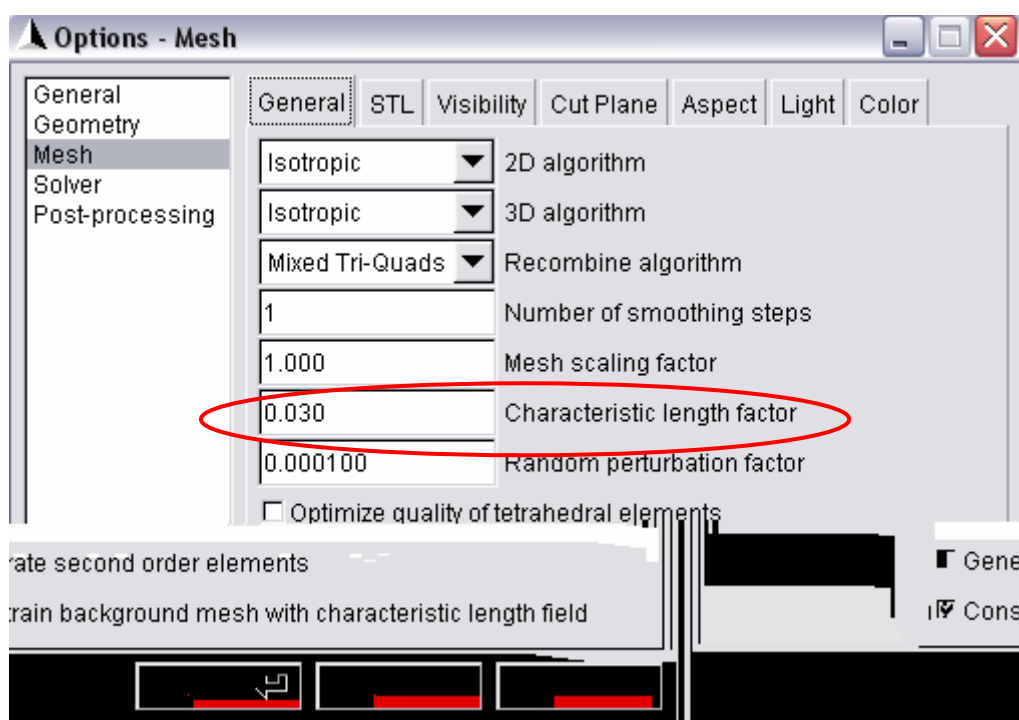 Options - Mesh
General
Geometry
Mesh
Solver
Post-processing
General STL Visibility Cut Plane Aspect Light Color
Isotropic 2D algorithm
Isotropic 3D algorithm
Mixed Tri-Quads Recombine algorithm
1 Number of smoothing steps
1.000 Mesh scaling factor
0.030 Characteristic length factor
0.000100 Random perturbation factor
Optimize quality of tetrahedral elements
rate second order elements Gene
train background mesh with characteristic length field Cons